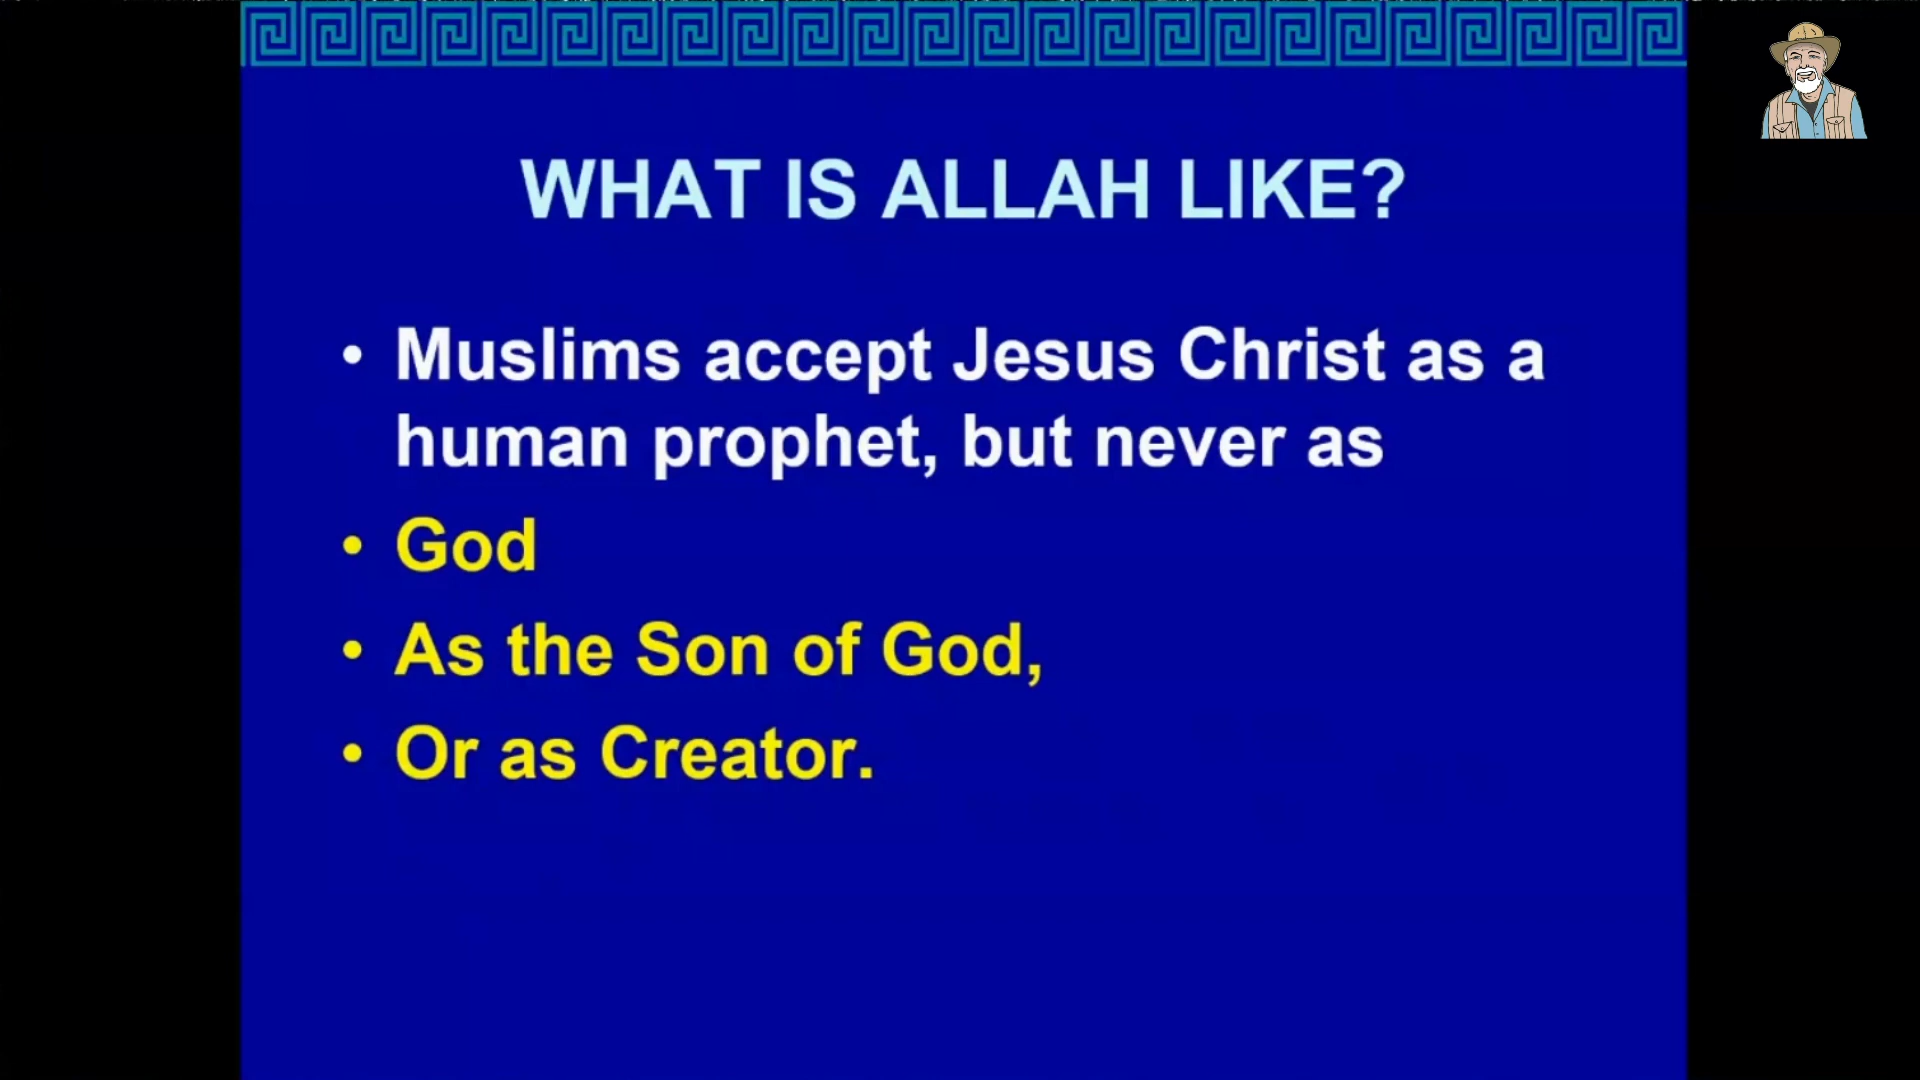 WHAT IS ALLAH LIKE?
• Muslims accept Jesus Christ as a
human prophet, but never as
• God
• As the Son of God,
• Or as Creator.